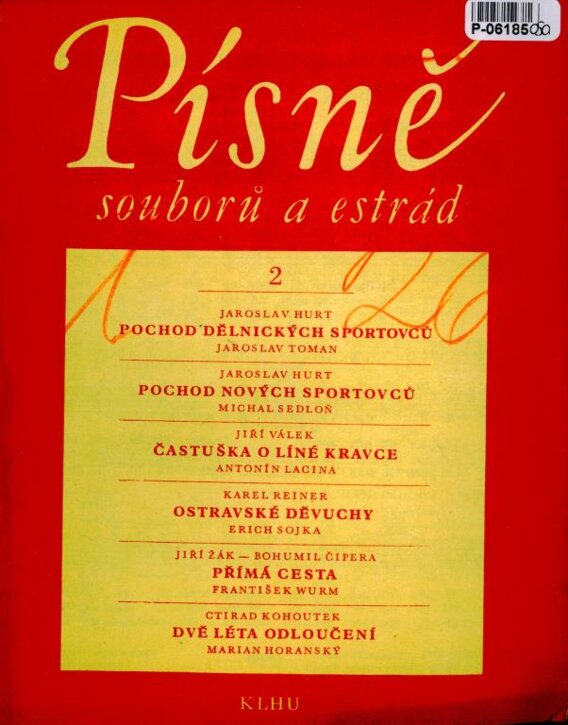 P-06185
Písně
souborů a estrád
2
1 26
JAROSLAV HURT
POCHOD DĚLNICKÝCH SPORTOVCŮ
JAROSLAV TOMAN
JAROSLAV HURT
POCHOD NOVÝCH SPORTOVCŮ
MICHAL SEDLOŇ
JIŘÍ VÁLEK
ČASTUŠKA O LÍNÉ KRAVCE
ANTONÍN LACINA
KAREL REINER
OSTRAVSKÉ DĚVUCHY
ERICH SOJKA
JIŘÍ ŽÁK — BOHUMIL ČIPERA
PŘÍMÁ CESTA
FRANTIŠEK WURM
CTIRAD KOHOUTEK
DVĚ LÉTA ODLOUČENÍ
MARIAN HORANSKÝ
KLHU